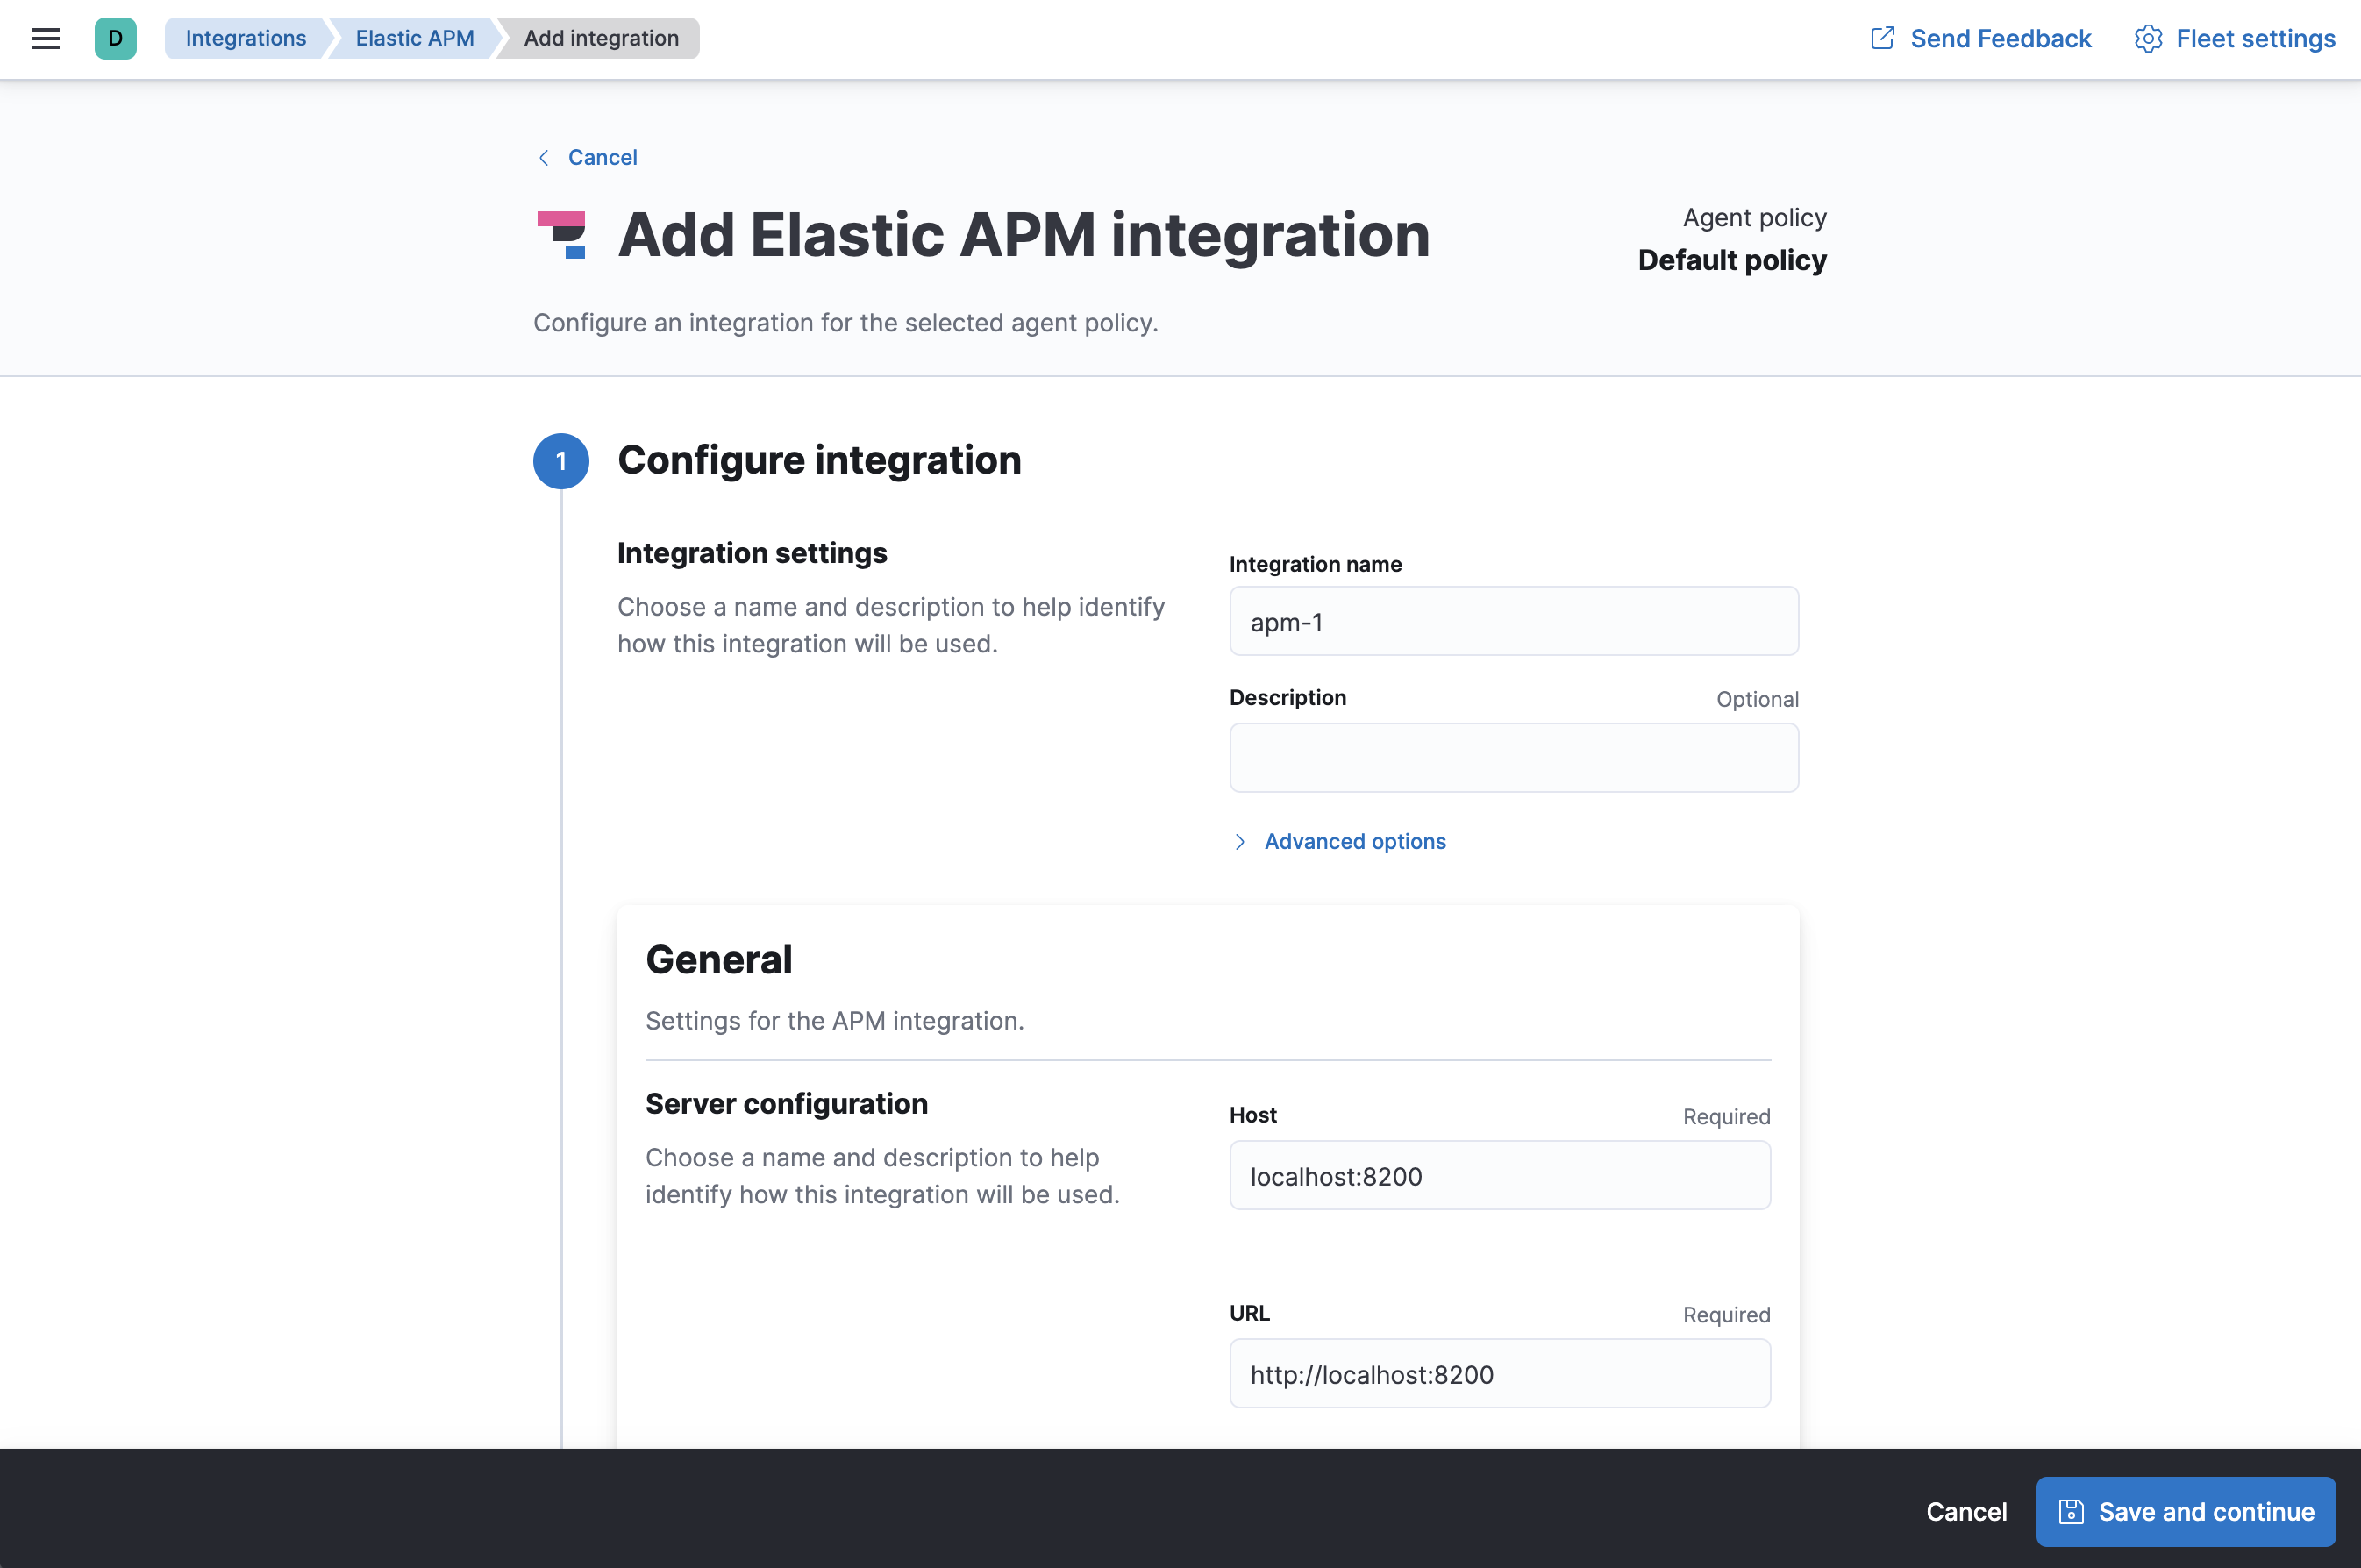 D
Integrations
Elastic APM
Add integration
Send Feedback
Fleet settings
Cancel
Add Elastic APM integration
Agent policy
Default policy
Configure an integration for the selected agent policy.
1
Configure integration
Integration settings
Choose a name and description to help identify
how this integration will be used.
Integration name
apm-1
Description
Optional
Advanced options
General
Settings for the APM integration.
Server configuration
Choose a name and description to help
identify how this integration will be used.
Host
Required
localhost:8200
URL
Required
http://localhost:8200
Cancel
Save and continue